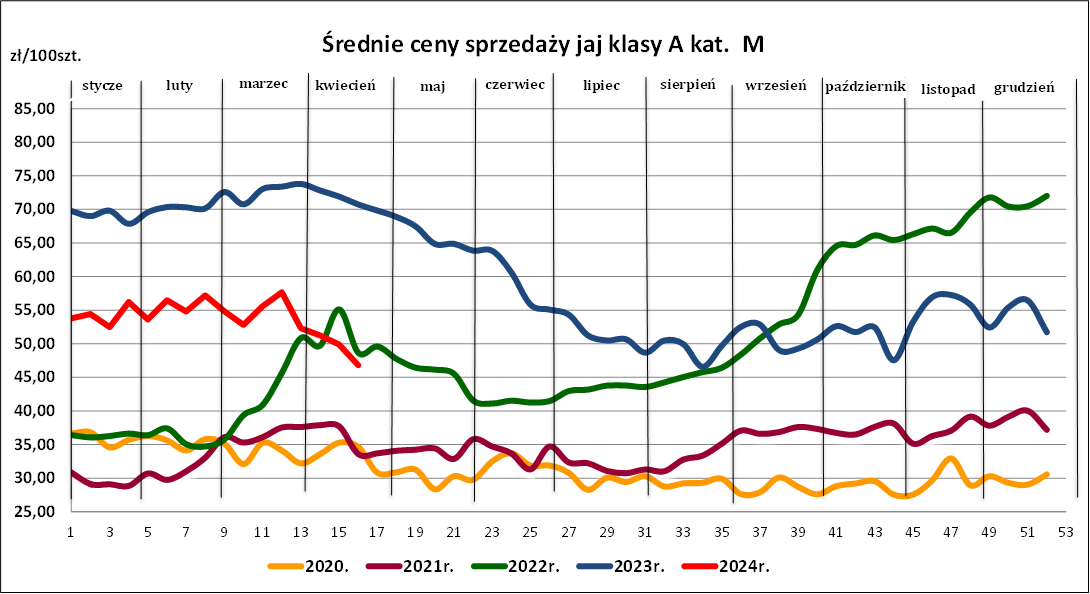 Średnie ceny sprzedaży jaj klasy A kat. M
zł/100szt.
stycze luty marzec kwiecień maj czerwiec lipiec sierpień wrzesień październik listopad grudzień
85,00
80,00
75,00
70,00
65,00
60,00
55,00
50,00
45,00
40,00
35,00
30,00
25,00
1 3 5 7 9 11 13 15 17 19 21 23 25 27 29 31 33 35 37 39 41 43 45 47 49 51 53
2020. 2021r. 2022r. 2023r. 2024r.